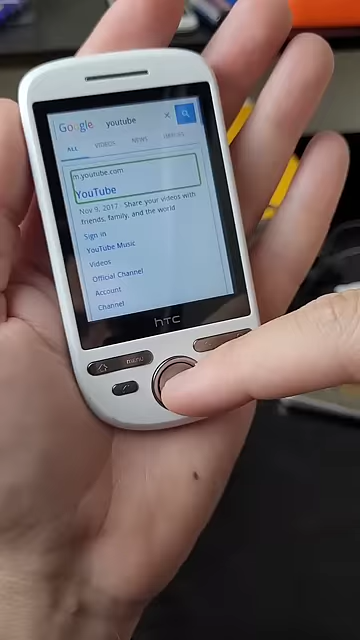 Google youtube ×
ALL VIDEOS NEWS IMAGES
m.youtube.com
YouTube
Nov 9, 2017 · Share your videos with
friends, family, and the world
Sign in
YouTube Music
Videos
Official Channel
Account
Channel
hTC
menu